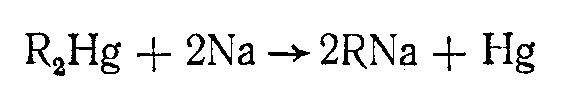 R₂Hg + 2Na → 2RNa + Hg